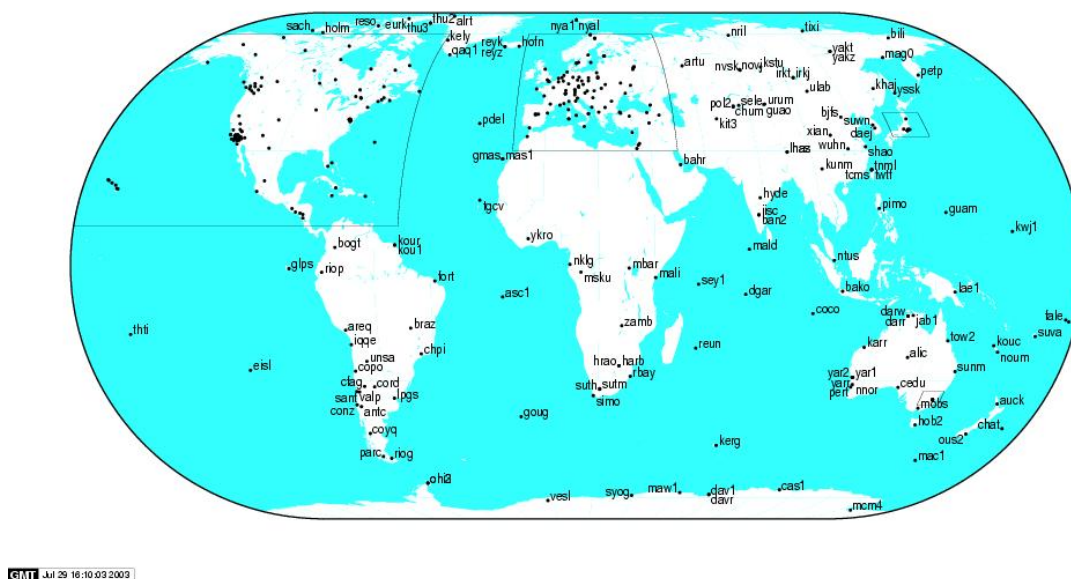 thu2 alrt
reso eurk thu3
sach holm
kely
qaq1
reyk hofn
reyz
nya1 nyal
nril tixi bili
yakt mag0
yakz
petp
artu nvsk novj kstu
irkt irkj
ulab khaj yssk
pol2 sele urum
chum guao
kit3
bjfs suwn
daej
xian
wuhn shao
lhas kunm
tnml
tcms twtf
pdel
gmas mas1
bahr
tgcv
hyde
iisc
ban2
pimo guam
kwj1
ykro
mald
bogt kour
kou1
glps riop
fort
nklg
msku
mbar
mali
sey1
dgar
ntus
bako
coco
lae1
asc1
areq braz
iqqe
chpi
unsa
copo
thti
eisl
zamb
reun
darw
darr jab1
tow2
karr
alic
kouc
noum
suva
cfag cord
sant valp lpgs
conz antc
coyq
parc riog
hrao harb
rbay
suth sutm
simo
goug
yar2 yar1
yarr
pert nnor
cedu
sunm
mobs
hob2
auck
chat
ous2
kerg
mac1
vesl
syog
maw1 dav1
davr
cas1
mcm4
GMT Jul 29 16:10:03 2003